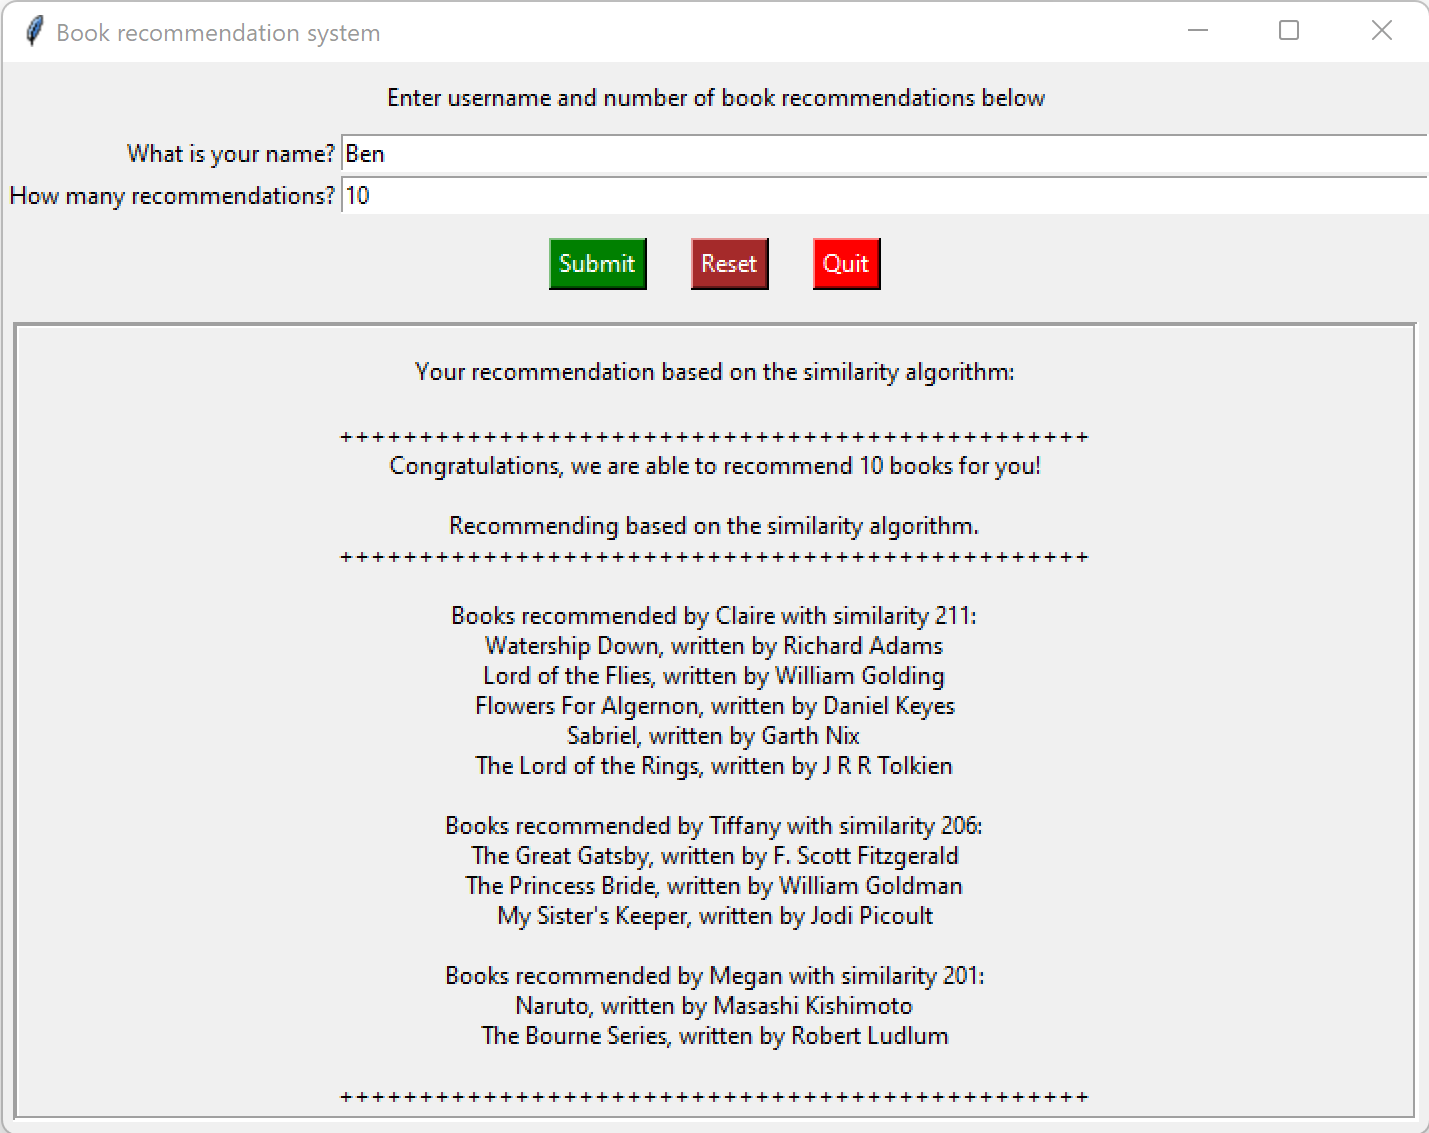 Book recommendation system
Enter username and number of book recommendations below
What is your name? Ben
How many recommendations? 10
Submit Reset Quit
Your recommendation based on the similarity algorithm:
+++++++++++++++++++++++++++++++++++++++++++++++
Congratulations, we are able to recommend 10 books for you!
Recommending based on the similarity algorithm.
+++++++++++++++++++++++++++++++++++++++++++++++
Books recommended by Claire with similarity 211:
Watership Down, written by Richard Adams
Lord of the Flies, written by William Golding
Flowers For Algernon, written by Daniel Keyes
Sabriel, written by Garth Nix
The Lord of the Rings, written by J R R Tolkien
Books recommended by Tiffany with similarity 206:
The Great Gatsby, written by F. Scott Fitzgerald
The Princess Bride, written by William Goldman
My Sister's Keeper, written by Jodi Picoult
Books recommended by Megan with similarity 201:
Naruto, written by Masashi Kishimoto
The Bourne Series, written by Robert Ludlum
+++++++++++++++++++++++++++++++++++++++++++++++